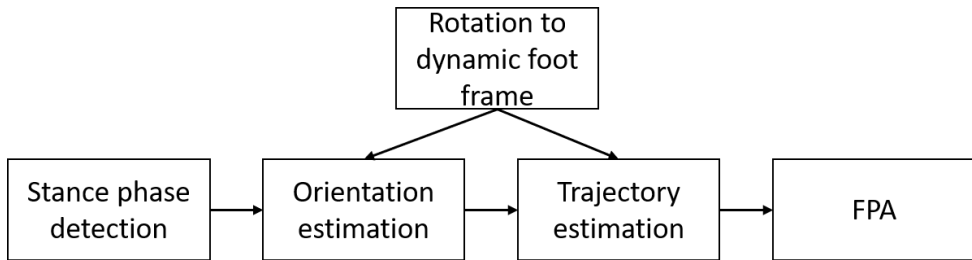 Rotation to
dynamic foot
frame
Stance phase
detection
Orientation
estimation
Trajectory
estimation
FPA